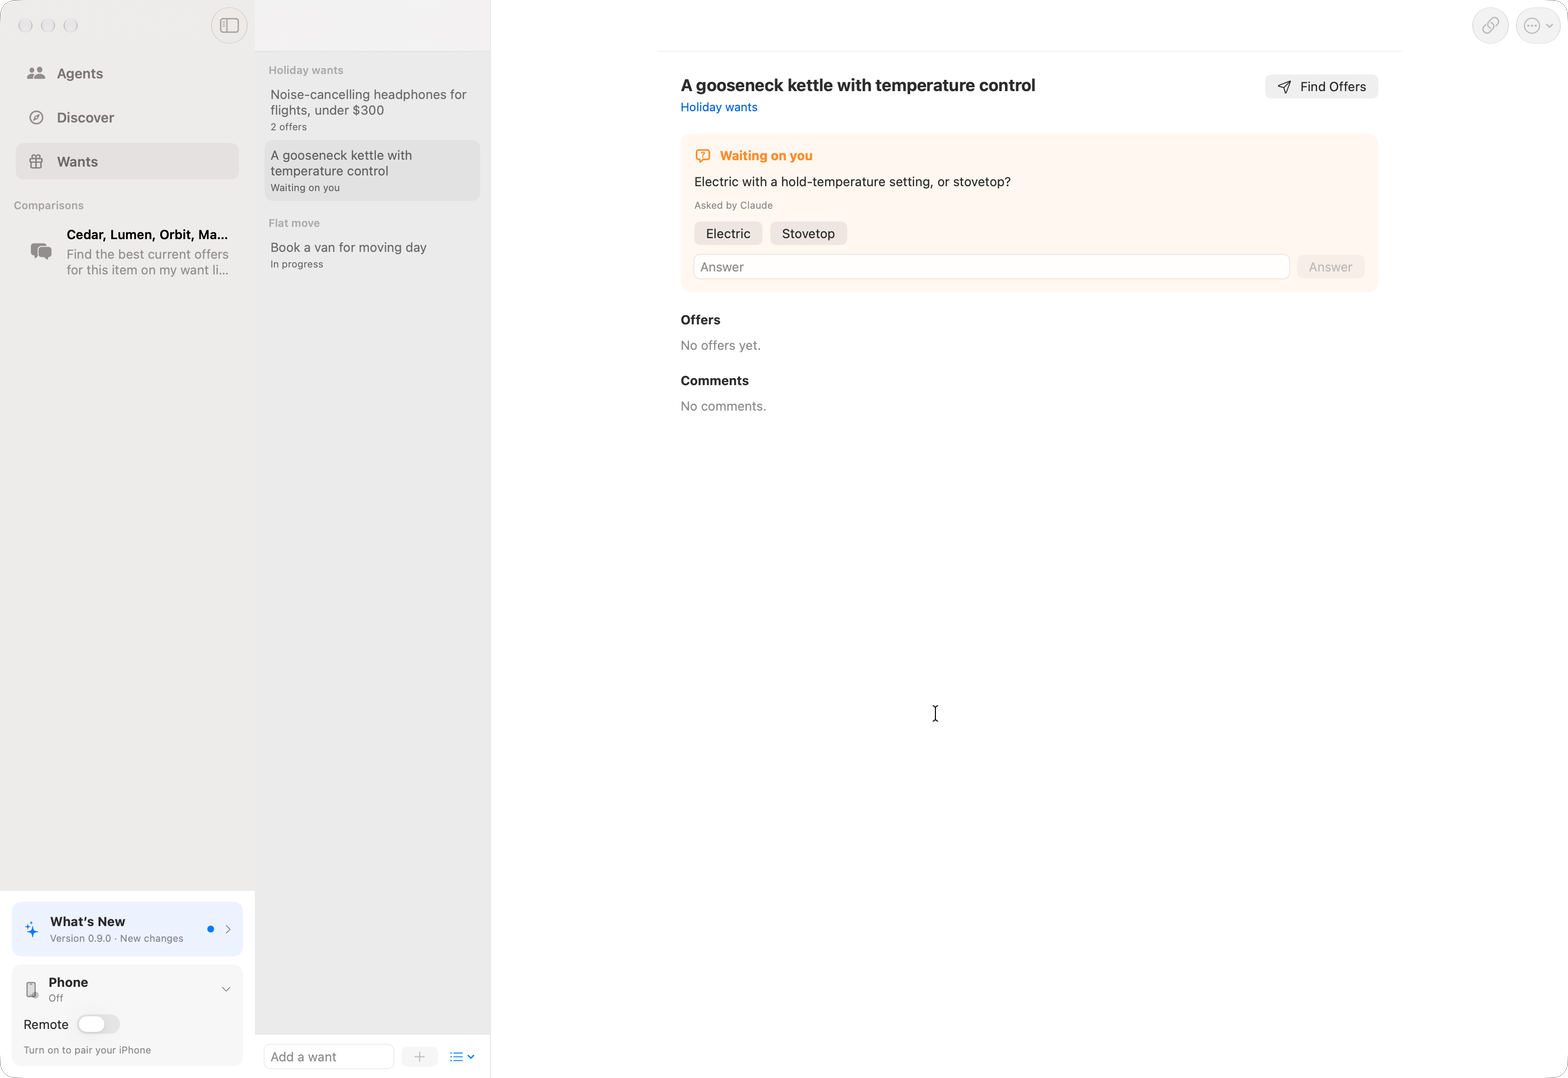 Agents
Discover
Wants
Comparisons
Cedar, Lumen, Orbit, Ma...
Find the best current offers
for this item on my want li...
What's New
Version 0.9.0 · New changes
Phone
Off
Remote
Turn on to pair your iPhone
Holiday wants
Noise-cancelling headphones for
flights, under $300
2 offers
A gooseneck kettle with
temperature control
Waiting on you
Flat move
Book a van for moving day
In progress
Add a want
A gooseneck kettle with temperature control
Find Offers
Holiday wants
Waiting on you
Electric with a hold-temperature setting, or stovetop?
Asked by Claude
Electric
Stovetop
Answer
Answer
Offers
No offers yet.
Comments
No comments.